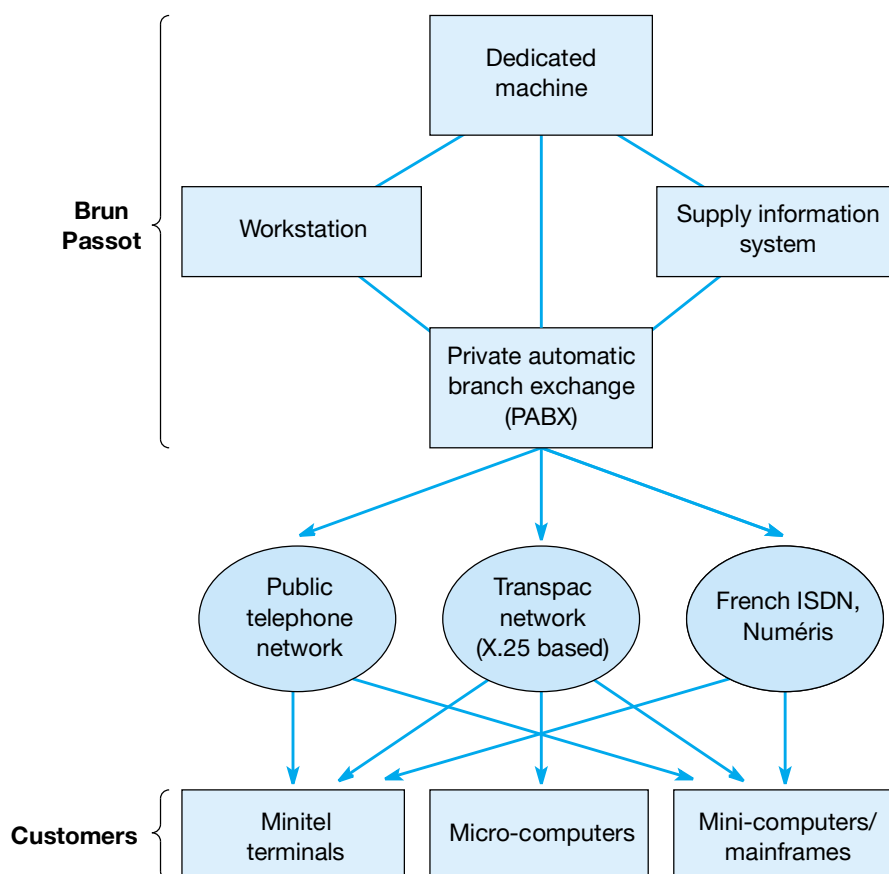 Dedicated
machine
Brun
Passot
Workstation
Supply information
system
Private automatic
branch exchange
(PABX)
Public
telephone
network
Transpac
network
(X.25 based)
French ISDN,
Numéris
Customers
Minitel
terminals
Micro-computers
Mini-computers/
mainframes